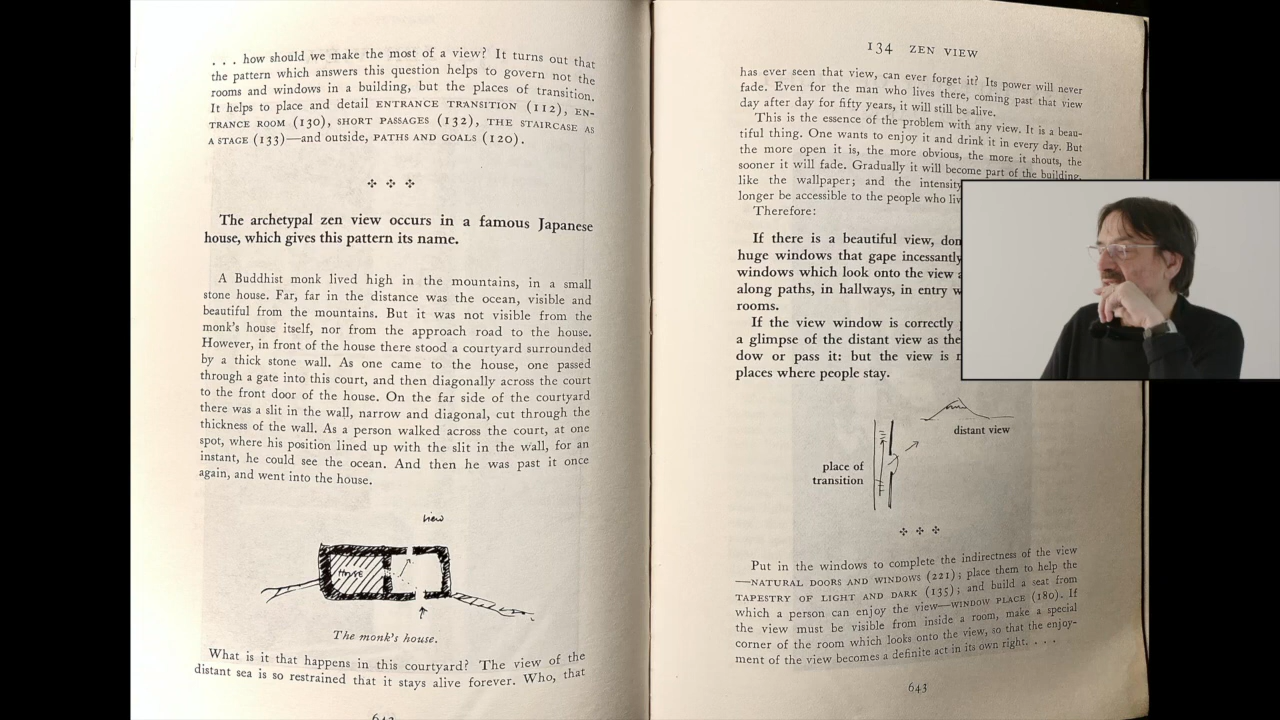 . . . how should we make the most of a view? It turns out that
the pattern which answers this question helps to govern not the
rooms and windows in a building, but the places of transition.
It helps to place and detail ENTRANCE TRANSITION (112), EN-
TRANCE ROOM (130), SHORT PASSAGES (132), THE STAIRCASE AS
A STAGE (133)—and outside, PATHS AND GOALS (120).
The archetypal zen view occurs in a famous Japanese
house, which gives this pattern its name.
A Buddhist monk lived high in the mountains, in a small
stone house. Far, far in the distance was the ocean, visible and
beautiful from the mountains. But it was not visible from the
monk's house itself, nor from the approach road to the house.
However, in front of the house there stood a courtyard surrounded
by a thick stone wall. As one came to the house, one passed
through a gate into this court, and then diagonally across the court
to the front door of the house. On the far side of the courtyard
there was a slit in the wall, narrow and diagonal, cut through the
thickness of the wall. As a person walked across the court, at one
spot, where his position lined up with the slit in the wall, for an
instant, he could see the ocean. And then he was past it once
again, and went into the house.
view
House
The monk's house.
What is it that happens in this courtyard? The view of the
distant sea is so restrained that it stays alive forever. Who, that
134 ZEN VIEW
has ever seen that view, can ever forget it? Its power will never
fade. Even for the man who lives there, coming past that view
day after day for fifty years, it will still be alive.
This is the essence of the problem with any view. It is a beau-
tiful thing. One wants to enjoy it and drink it in every day. But
the more open it is, the more obvious, the more it shouts, the
sooner it will fade. Gradually it will become part of the building,
like the wallpaper; and the intensity
longer be accessible to the people who
Therefore:
If there is a beautiful view,
huge windows that gape incessantly
windows which look onto the view
along paths, in hallways, in entry
rooms.
If the view window is correctly
a glimpse of the distant view as
dow or pass it: but the view is
places where people stay.
distant view
place of
transition
Put in the windows to complete the indirectness of the view
—NATURAL DOORS AND WINDOWS (221); place them to help the
TAPESTRY OF LIGHT AND DARK (135); and build a seat from
which a person can enjoy the view—WINDOW PLACE (180). If
the view must be visible from inside a room, make a special
corner of the room which looks onto the view, so that the enjoy-
ment of the view becomes a definite act in its own right. . . .
643